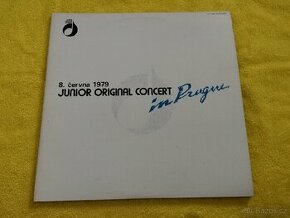 8. června 1979
JUNIOR ORIGINAL CONCERT
in Prague